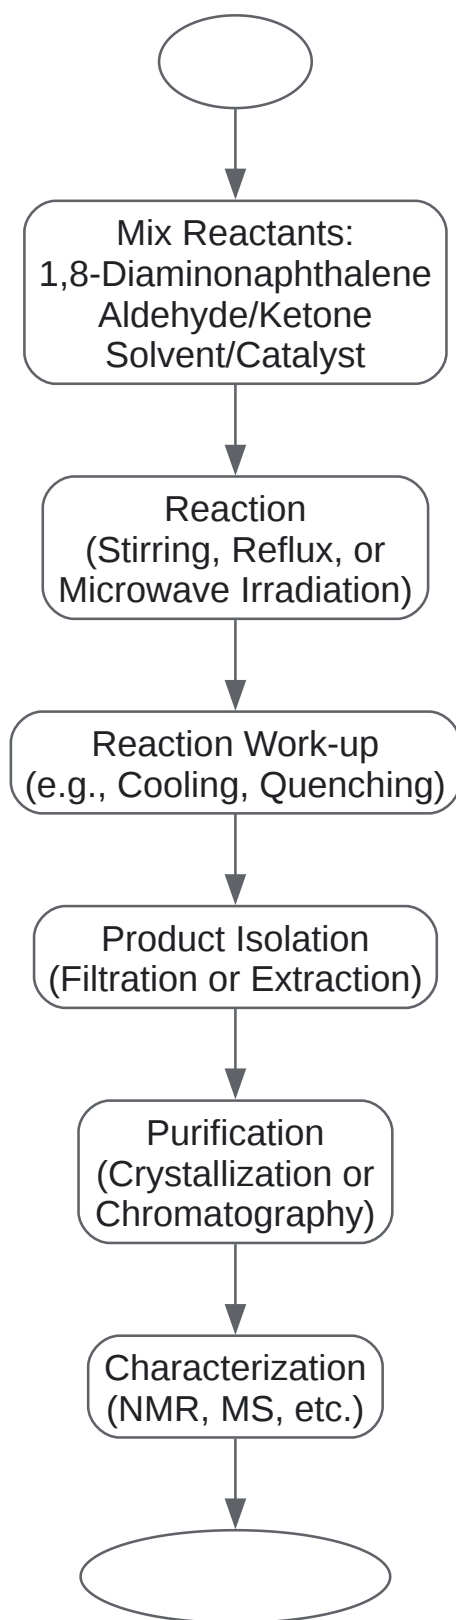 Mix Reactants:
1,8-Diaminonaphthalene
Aldehyde/Ketone
Solvent/Catalyst
Reaction
(Stirring, Reflux, or
Microwave Irradiation)
Reaction Work-up
(e.g., Cooling, Quenching)
Product Isolation
(Filtration or Extraction)
Purification
(Crystallization or
Chromatography)
Characterization
(NMR, MS, etc.)